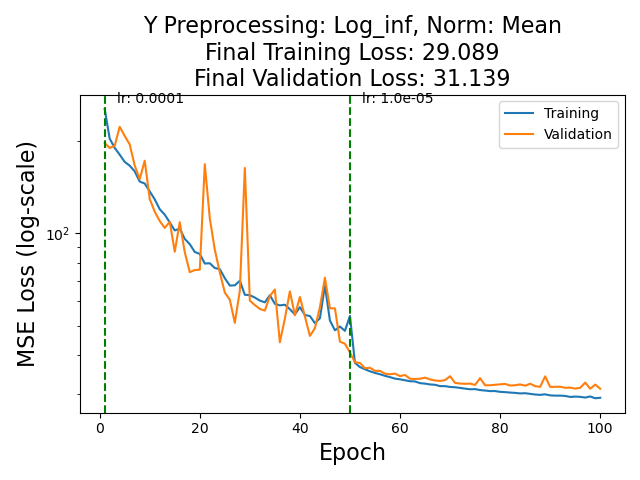 Y Preprocessing: Log_inf, Norm: Mean
Final Training Loss: 29.089
Final Validation Loss: 31.139
lr: 0.0001
lr: 1.0e-05
Training
Validation
MSE Loss (log-scale)
10²
0
20
40
60
80
100
Epoch